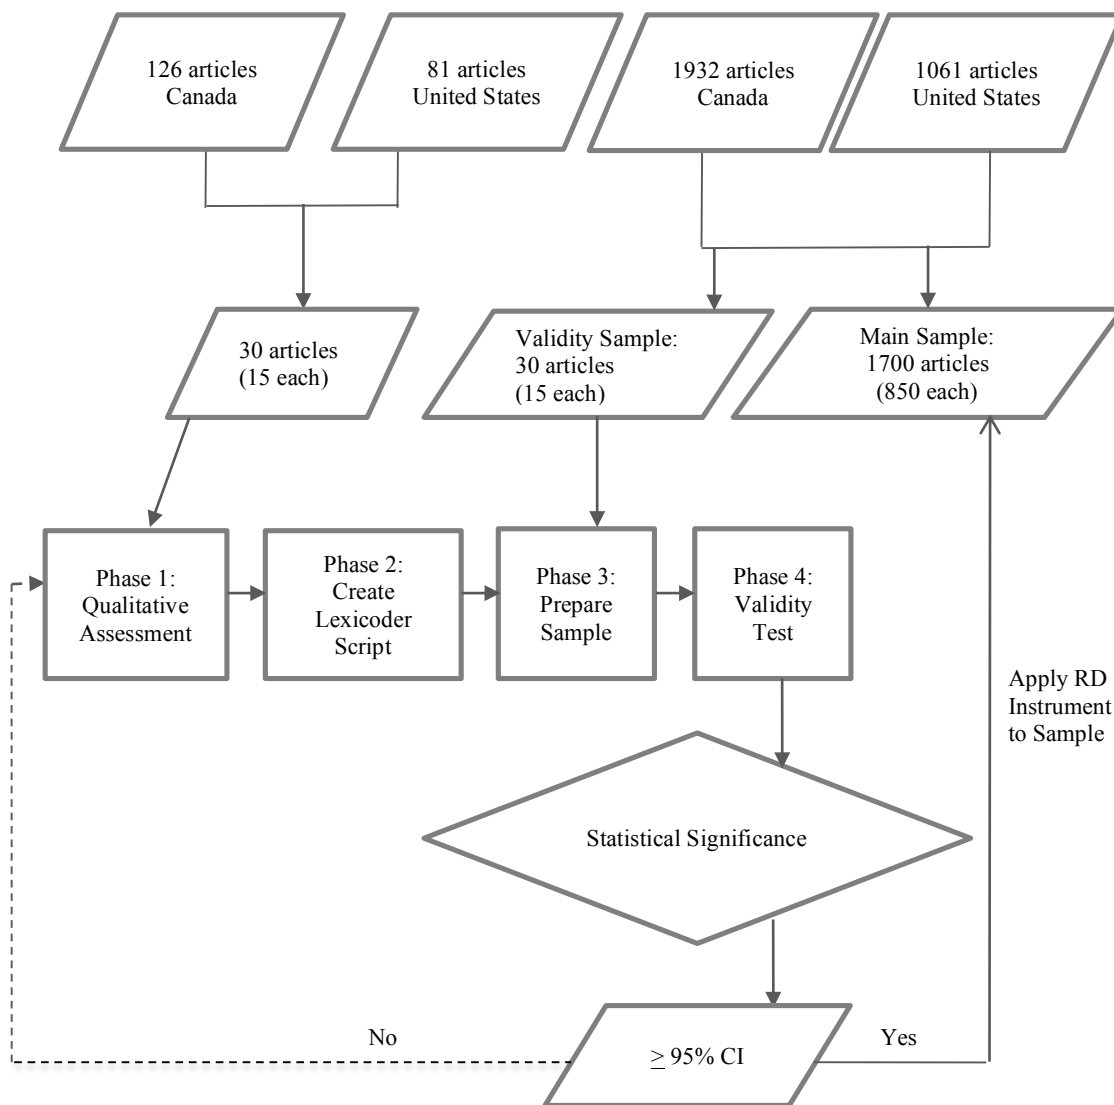 126 articles
Canada
81 articles
United States
1932 articles
Canada
1061 articles
United States
30 articles
(15 each)
Validity Sample:
30 articles
(15 each)
Main Sample:
1700 articles
(850 each)
Phase 1:
Qualitative
Assessment
Phase 2:
Create
Lexicoder
Script
Phase 3:
Prepare
Sample
Phase 4:
Validity
Test
Apply RD
Instrument
to Sample
Statistical Significance
No
≥ 95% CI
Yes